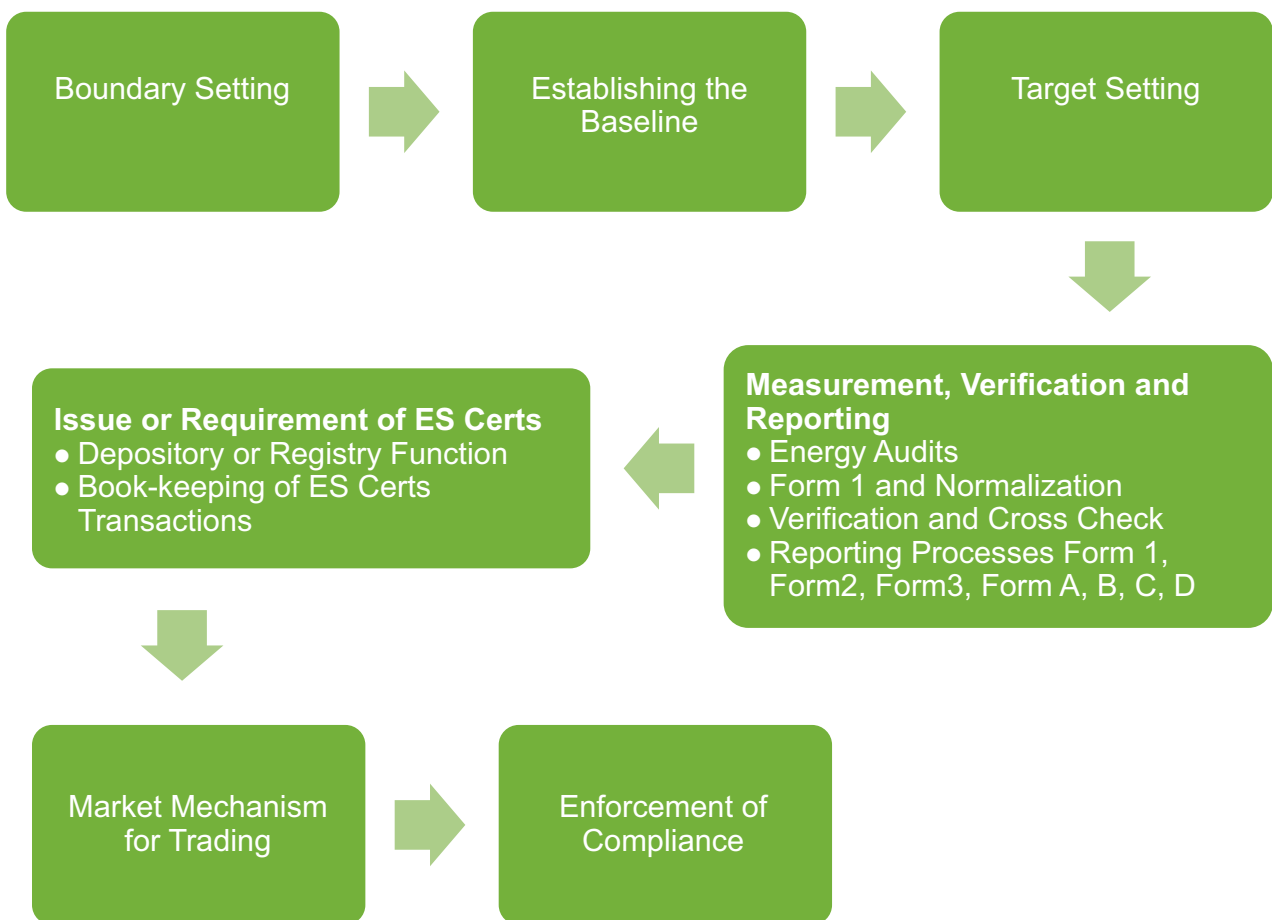 Boundary Setting
Establishing the
Baseline
Target Setting
Measurement, Verification and
Reporting
● Energy Audits
● Form 1 and Normalization
● Verification and Cross Check
● Reporting Processes Form 1,
Form2, Form3, Form A, B, C, D
Issue or Requirement of ES Certs
● Depository or Registry Function
● Book-keeping of ES Certs
Transactions
Market Mechanism
for Trading
Enforcement of
Compliance